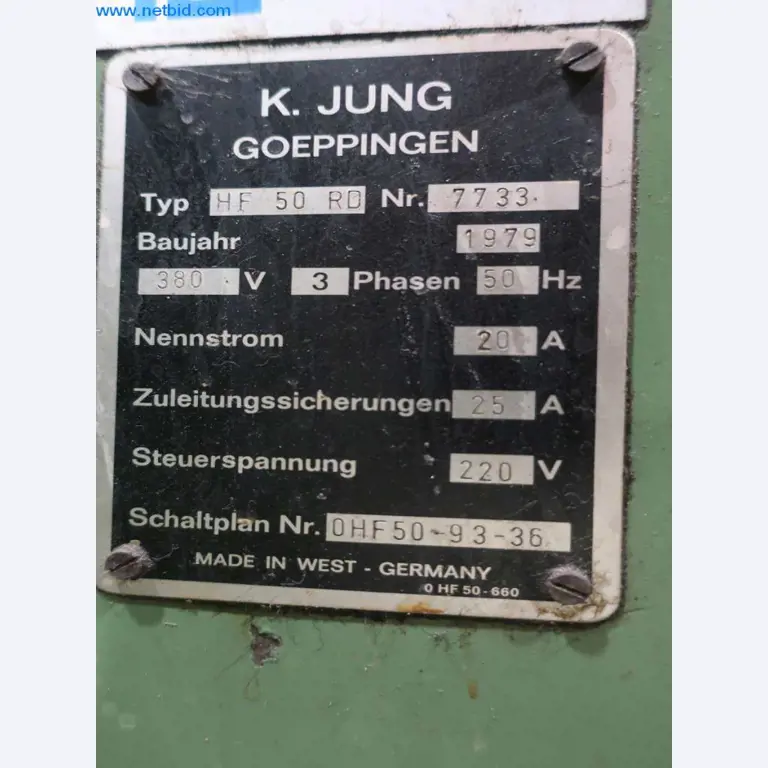 www.netbid.com
K. JUNG
GOEPPINGEN
Typ HF 50 RD Nr. 7733
Baujahr 1979
380 V 3 Phasen 50 Hz
Nennstrom 20 A
Zuleitungssicherungen 25 A
Steuerspannung 220 V
Schaltplan Nr. 0HF50-93-36
MADE IN WEST - GERMANY
0 HF 50 - 660